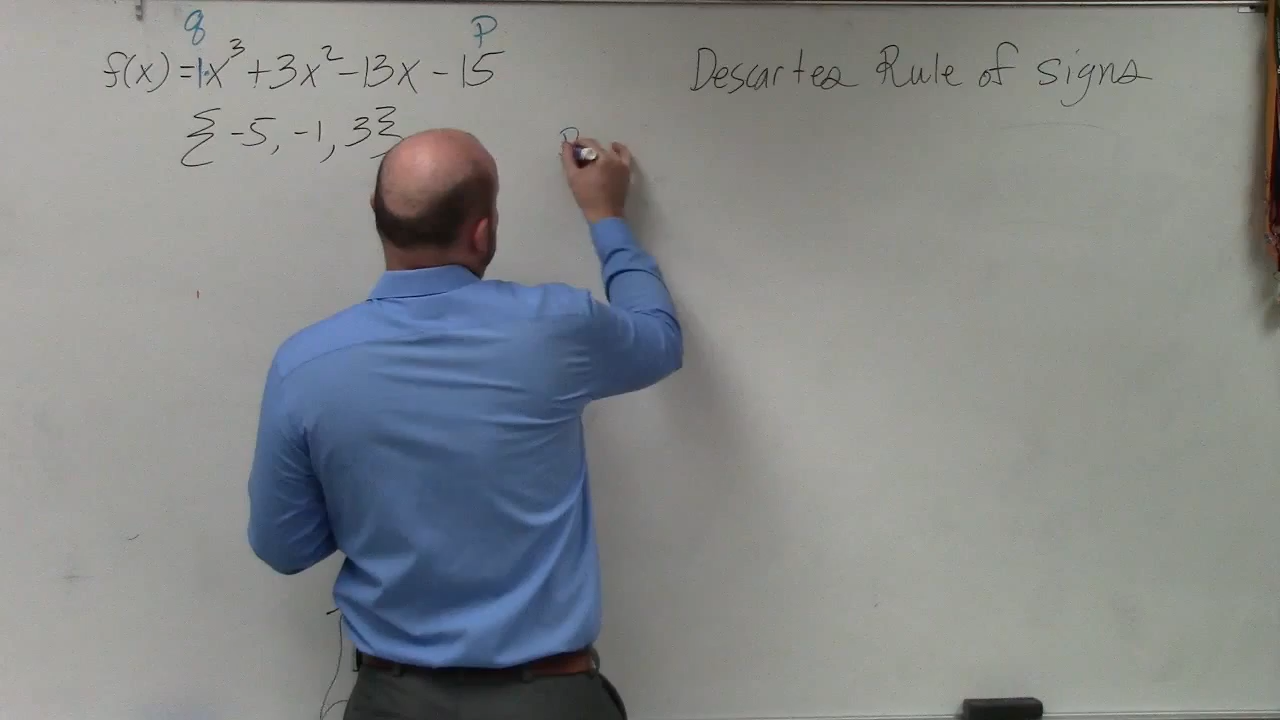 q p
f(x) = 1x³ + 3x² - 13x - 15
{ -5, -1, 3 }
p
Descartes Rule of Signs